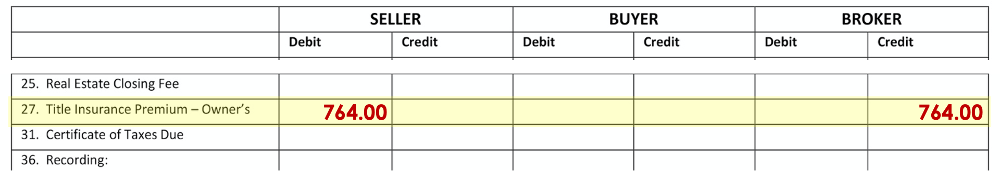 SELLER BUYER BROKER
Debit Credit Debit Credit Debit Credit
25. Real Estate Closing Fee
27. Title Insurance Premium – Owner's 764.00 764.00
31. Certificate of Taxes Due
36. Recording: